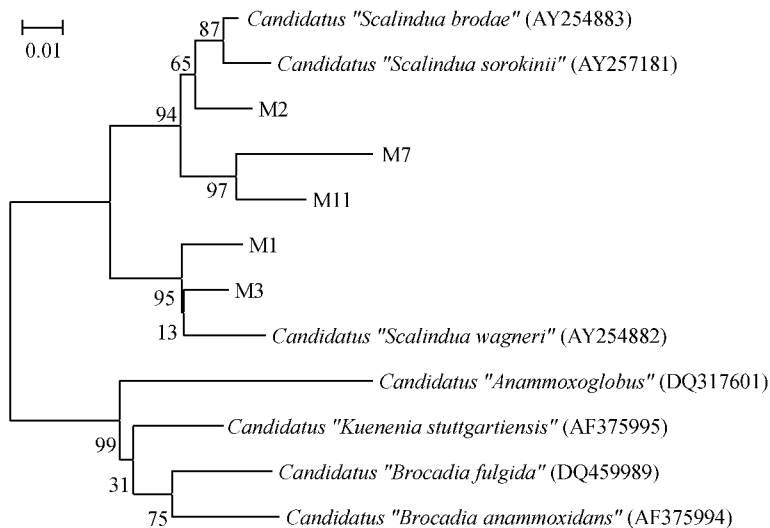 Candidatus "Scalindua brodae" (AY254883)
87
0.01
Candidatus "Scalindua sorokinii" (AY257181)
65
M2
94
M7
97
M11
M1
M3
95
13
Candidatus "Scalindua wagneri" (AY254882)
Candidatus "Anammoxoglobus" (DQ317601)
Candidatus "Kuenenia stuttgartiensis" (AF375995)
99
Candidatus "Brocadia fulgida" (DQ459989)
31
Candidatus "Brocadia anammoxidans" (AF375994)
75